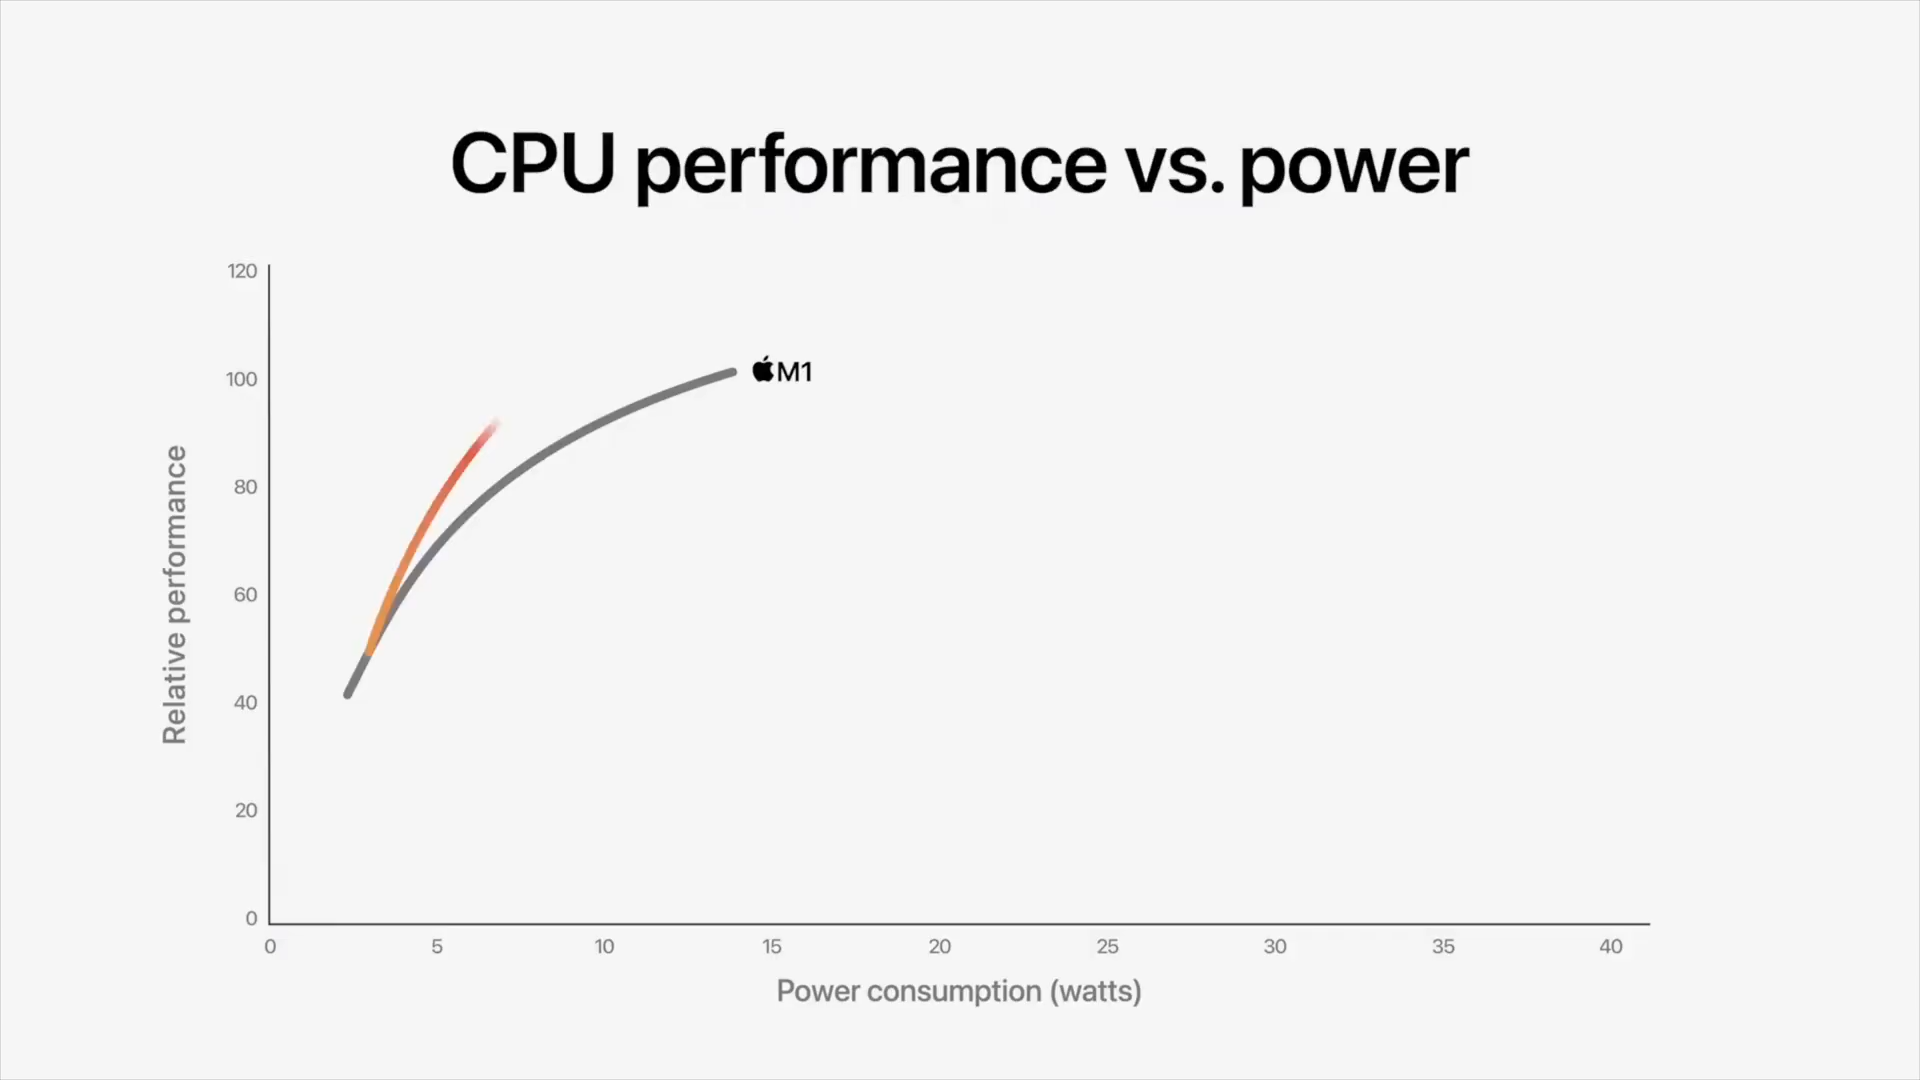 CPU performance vs. power
120
100
80
60
40
20
0
Relative performance
M1
0 5 10 15 20 25 30 35 40
Power consumption (watts)